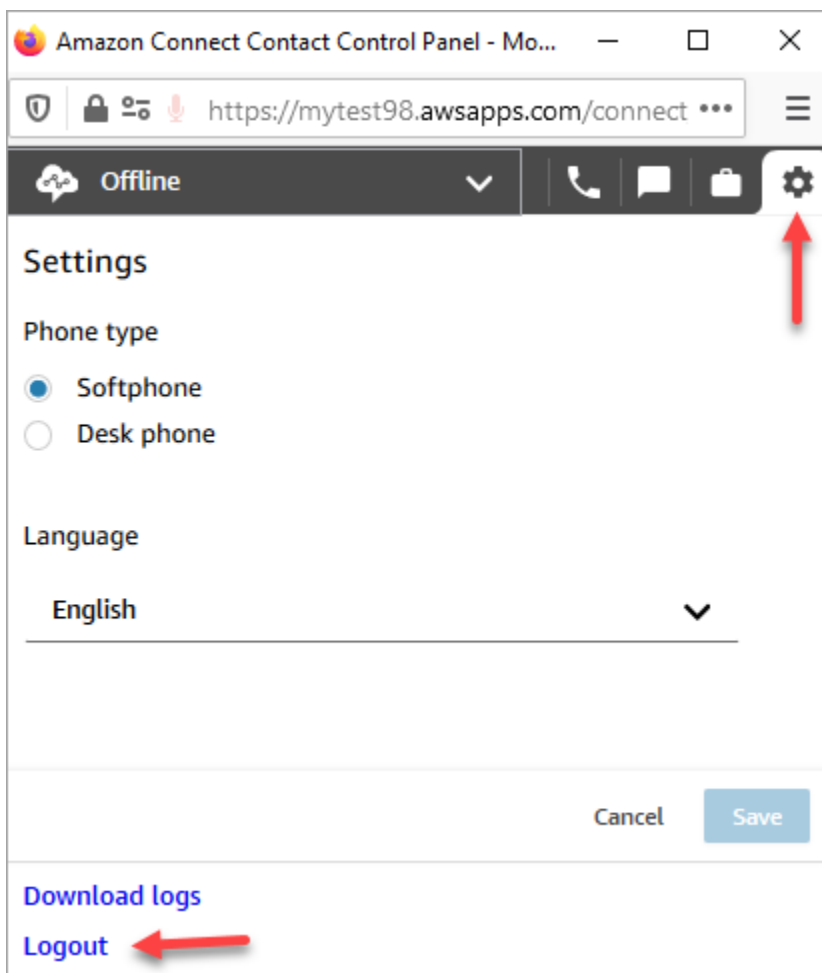 Amazon Connect Contact Control Panel - Mo...
https://mytest98.awsapps.com/connect
Offline
Settings
Phone type
Softphone
Desk phone
Language
English
Cancel Save
Download logs
Logout